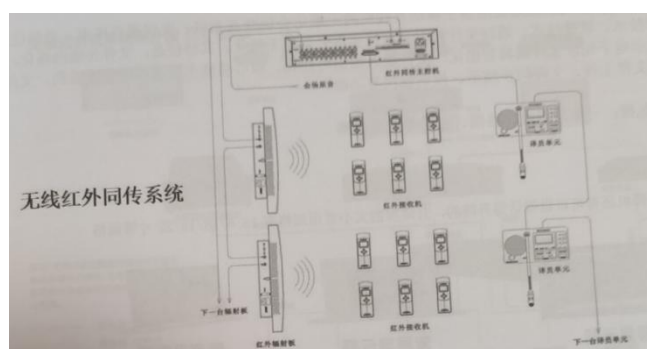 红外同传主射机
会场原音
译员单元
红外接收机
无线红外同传系统
译员单元
下一台辐射板
红外辐射板
红外接收机
下一台译员单元